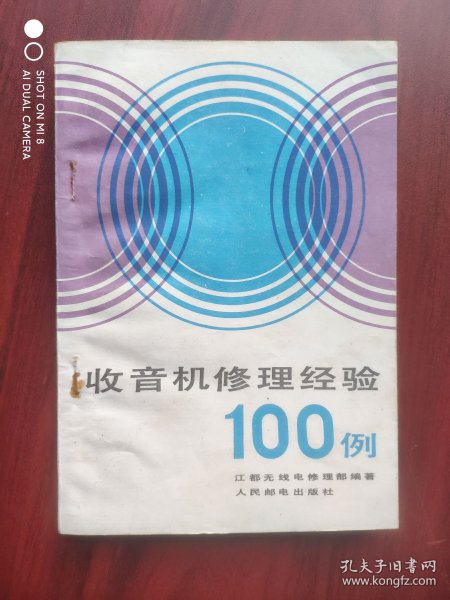 SHOT ON MI 8
AI DUAL CAMERA
收音机修理经验
100例
江都无线电修理部编著
人民邮电出版社
孔夫子旧书网
www.kongfz.com